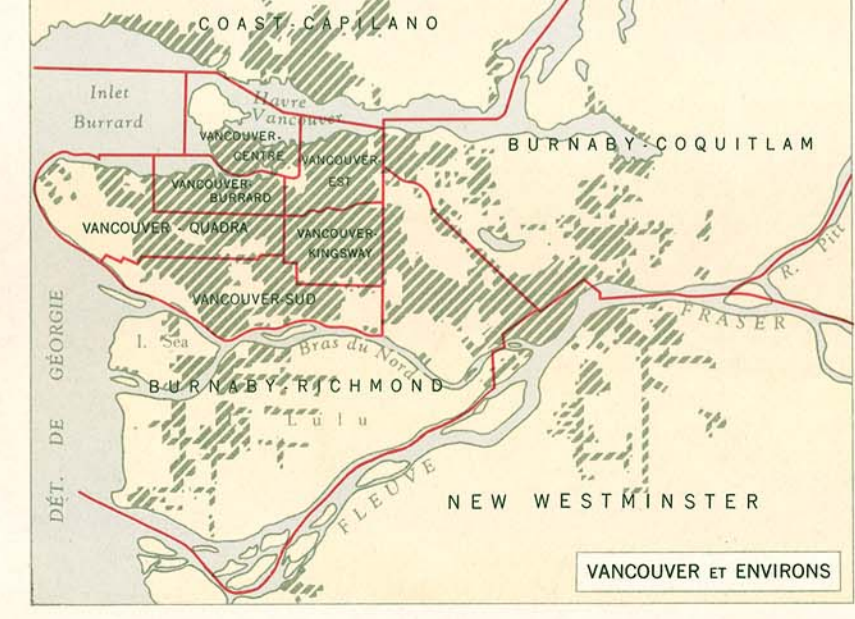 COAST-CAPILANO
Inlet
Burrard
Havre
Vancouver
VANCOUVER-
CENTRE
VANCOUVER-
EST
BURNABY-COQUITLAM
VANCOUVER-
BURRARD
VANCOUVER-QUADRA
VANCOUVER-
KINGSWAY
R. Pitt
VANCOUVER-SUD
FRASER
I. Sea
Bras du Nord
DÉT. DE GÉORGIE
BURNABY-RICHMOND
I. Lulu
FLEUVE
NEW WESTMINSTER
VANCOUVER ET ENVIRONS